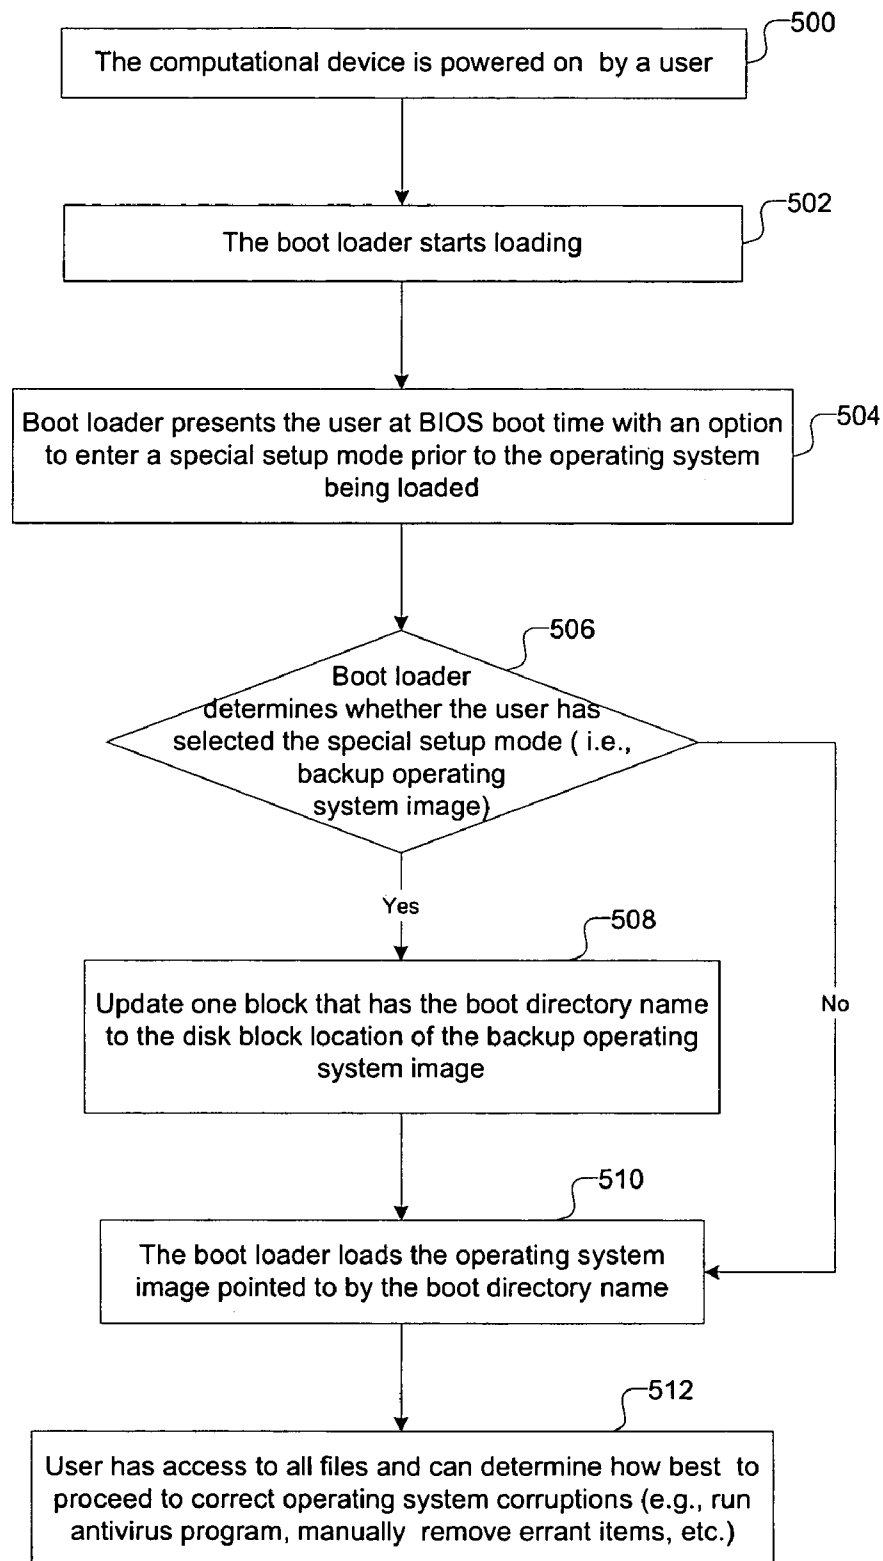 500
The computational device is powered on by a user
502
The boot loader starts loading
504
Boot loader presents the user at BIOS boot time with an option
to enter a special setup mode prior to the operating system
being loaded
506
Boot loader
determines whether the user has
selected the special setup mode ( i.e.,
backup operating
system image)
Yes
No
508
Update one block that has the boot directory name
to the disk block location of the backup operating
system image
510
The boot loader loads the operating system
image pointed to by the boot directory name
512
User has access to all files and can determine how best to
proceed to correct operating system corruptions (e.g., run
antivirus program, manually remove errant items, etc.)